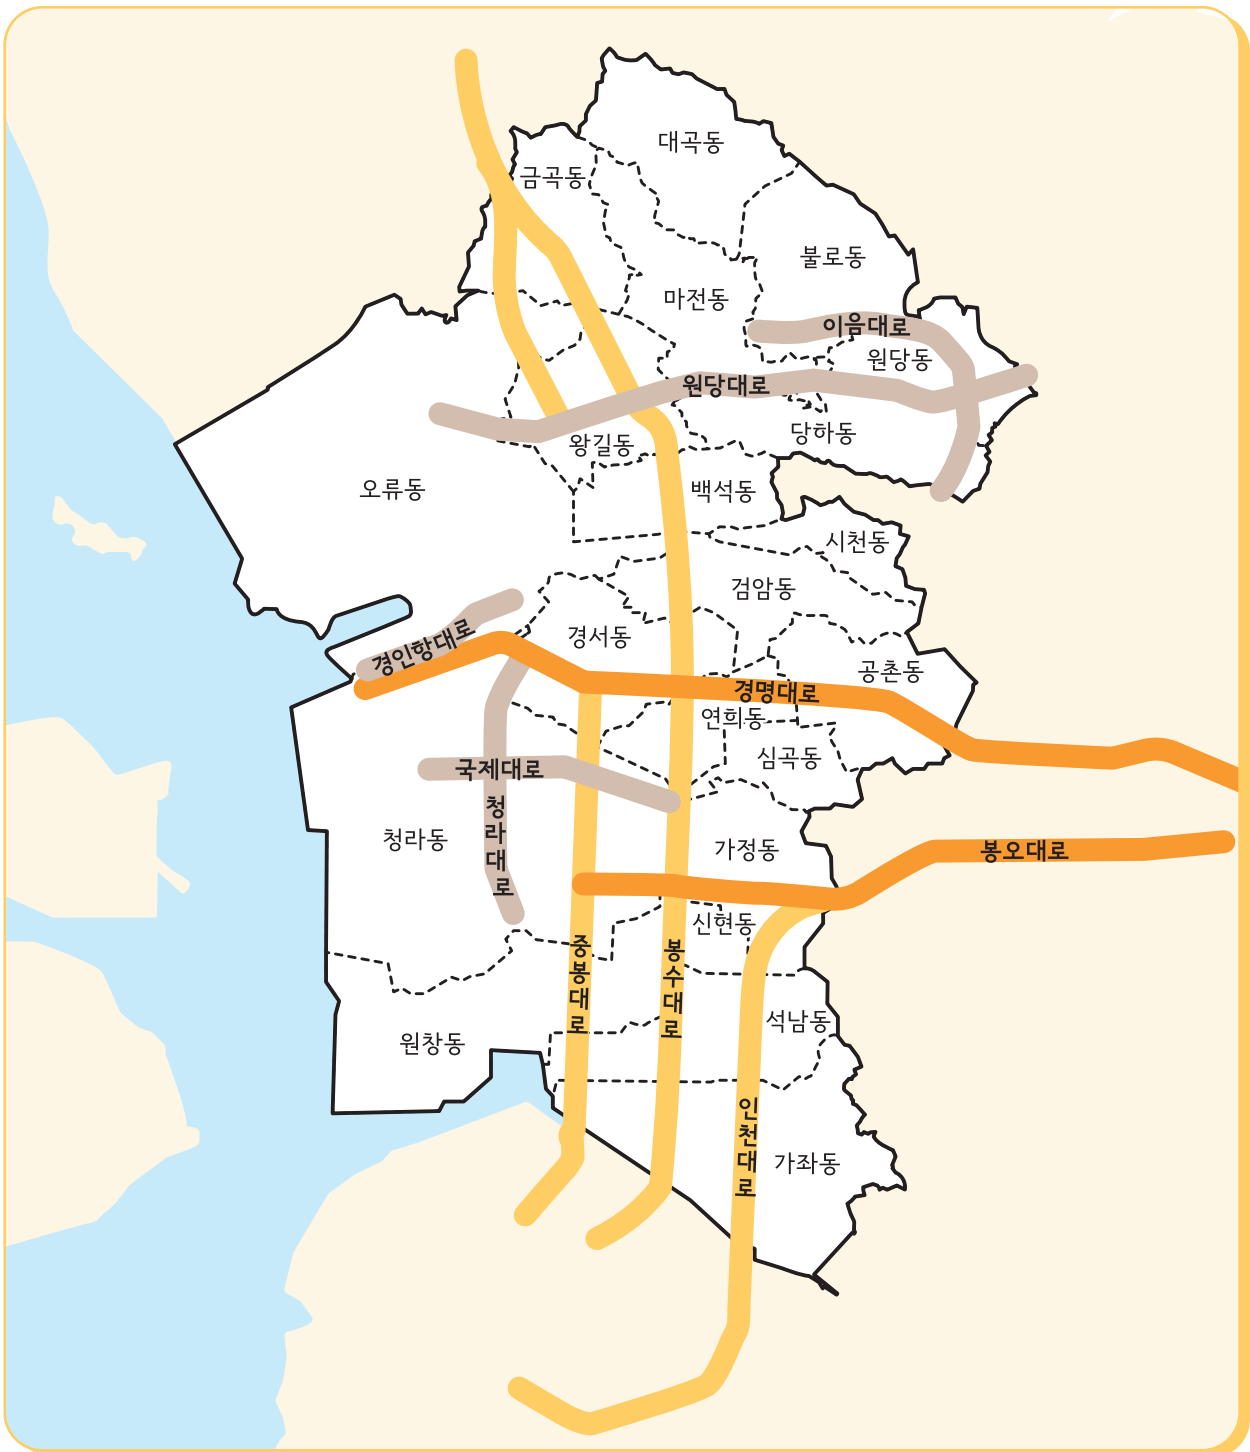 대곡동
금곡동
불로동
마전동
이음대로
원당동
원당대로
당하동
왕길동
오류동
백석동
시천동
검암동
경서동
경인항대로
공촌동
경명대로
연희동
심곡동
국제대로
청라대로
청라동
가정동
봉오대로
신현동
중봉대로
봉수대로
석남동
원창동
인천대로
가좌동